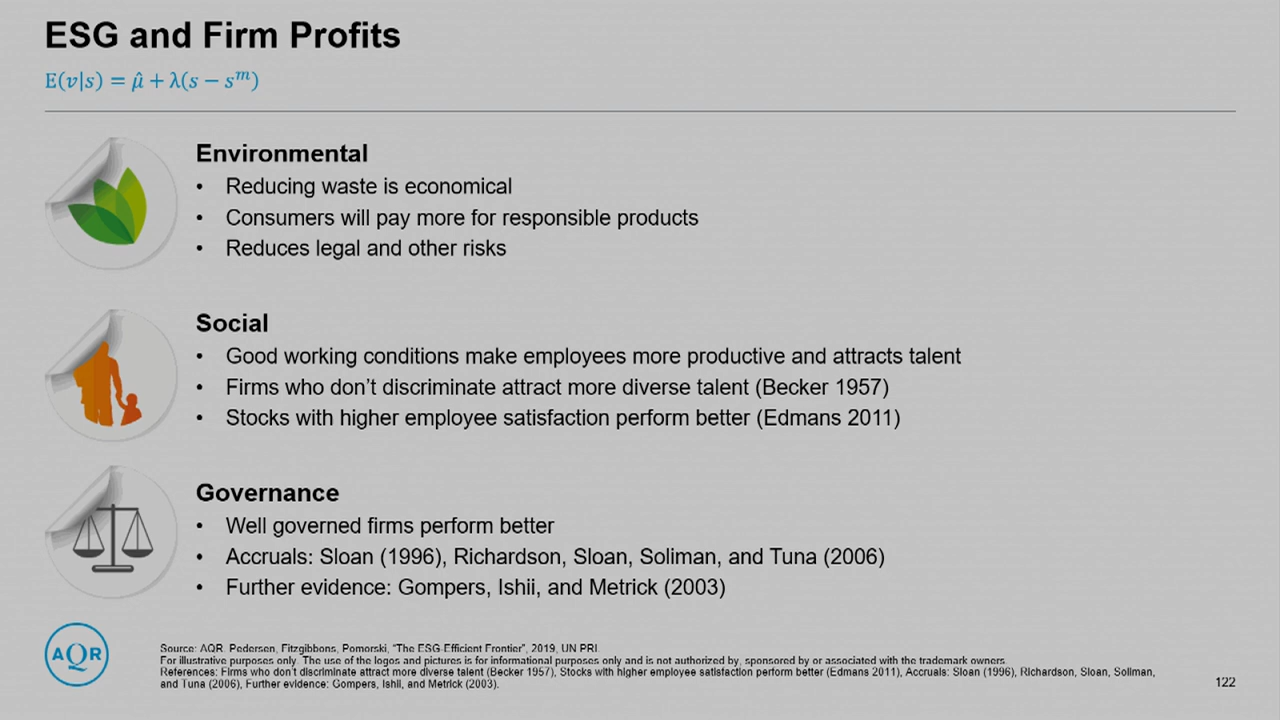 ESG and Firm Profits
E(v|s) = μ̂ + λ(s − sᵐ)
Environmental
• Reducing waste is economical
• Consumers will pay more for responsible products
• Reduces legal and other risks
Social
• Good working conditions make employees more productive and attracts talent
• Firms who don’t discriminate attract more diverse talent (Becker 1957)
• Stocks with higher employee satisfaction perform better (Edmans 2011)
Governance
• Well governed firms perform better
• Accruals: Sloan (1996), Richardson, Sloan, Soliman, and Tuna (2006)
• Further evidence: Gompers, Ishii, and Metrick (2003)
AQR
Source: AQR. Pedersen, Fitzgibbons, Pomorski, “The ESG-Efficient Frontier”, 2019, UN PRI.
For illustrative purposes only. The use of the logos and pictures is for informational purposes only and is not authorized by, sponsored by or associated with the trademark owners.
References: Firms who don’t discriminate attract more diverse talent (Becker 1957), Stocks with higher employee satisfaction perform better (Edmans 2011), Accruals: Sloan (1996), Richardson, Sloan, Soliman,
and Tuna (2006), Further evidence: Gompers, Ishii, and Metrick (2003).
122